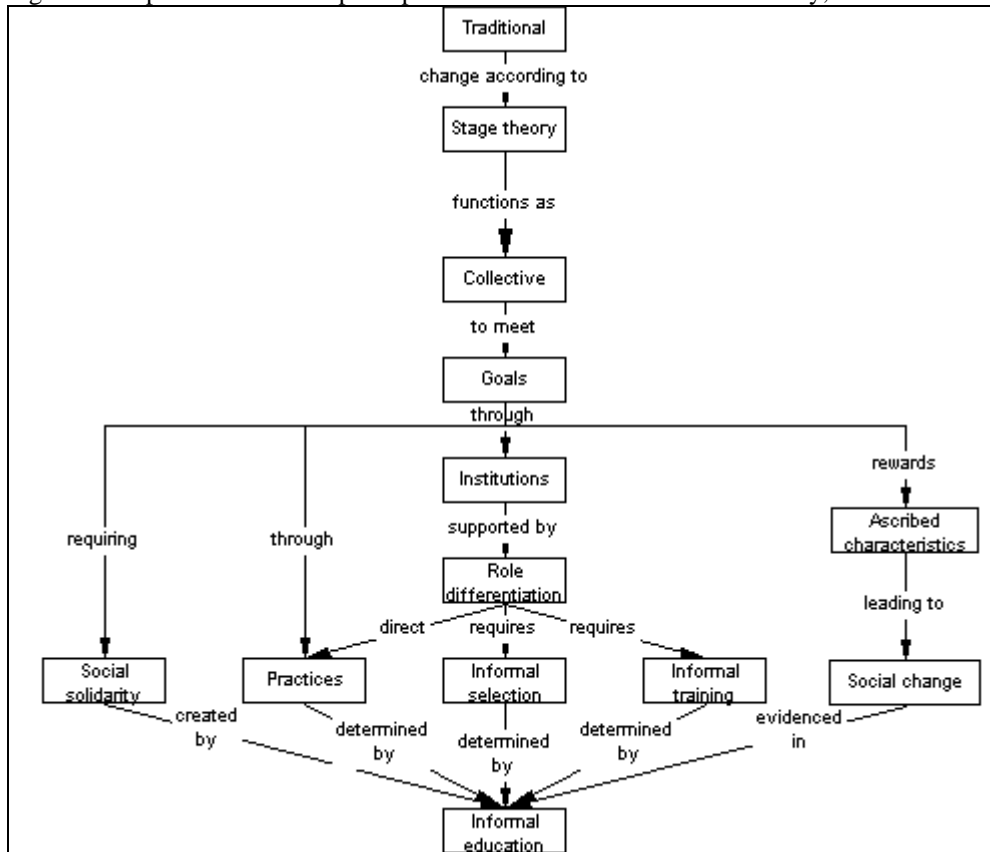 Traditional
change according to
Stage theory
functions as
Collective
to meet
Goals
through
Institutions
rewards
supported by
Ascribed
characteristics
requiring
through
Role
differentiation
leading to
direct
requires
requires
Social
solidarity
Practices
Informal
selection
Informal
training
Social change
created
by
determined
by
determined
by
determined
by
evidenced
in
Informal
education